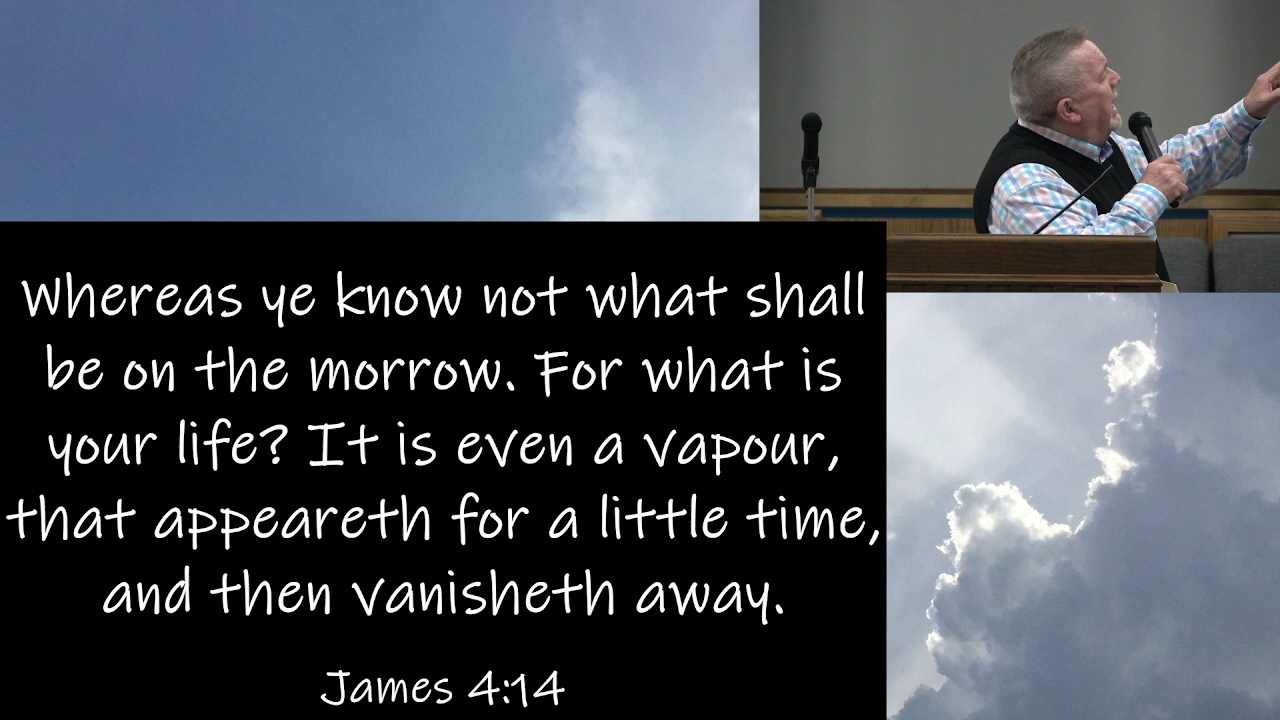 Whereas ye know not what shall
be on the morrow. For what is
your life? It is even a vapour,
that appeareth for a little time,
and then vanisheth away.
James 4:14